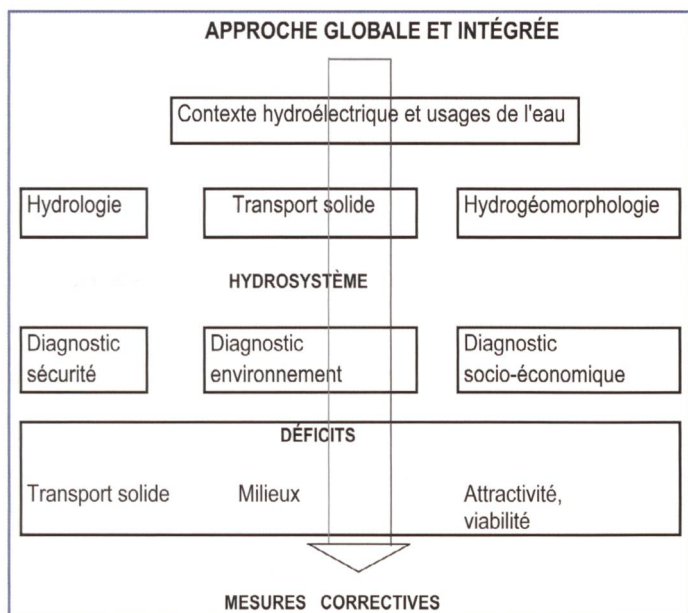 APPROCHE GLOBALE ET INTÉGRÉE
Contexte hydroélectrique et usages de l'eau
Hydrologie
Transport solide
Hydrogéomorphologie
HYDROSYSTÈME
Diagnostic
sécurité
Diagnostic
environnement
Diagnostic
socio-économique
DÉFICITS
Transport solide
Milieux
Attractivité,
viabilité
MESURES CORRECTIVES